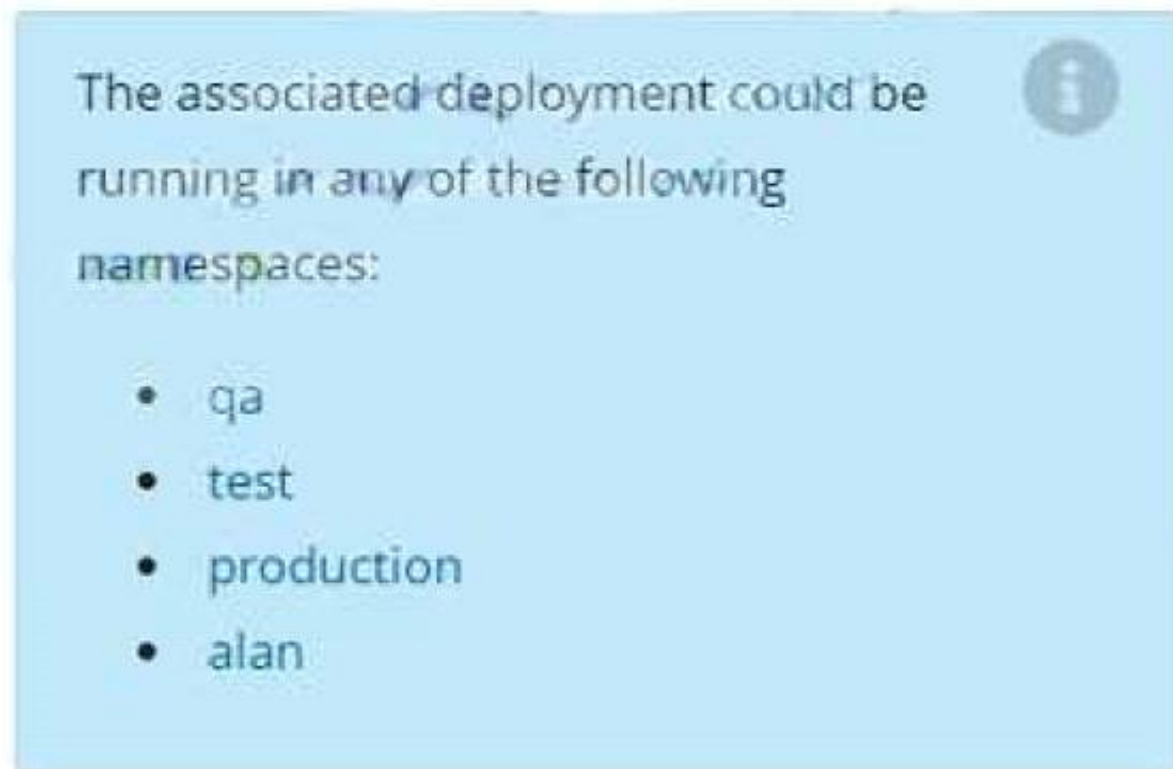 The associated deployment could be
running in any of the following
namespaces:
• qa
• test
• production
• alan